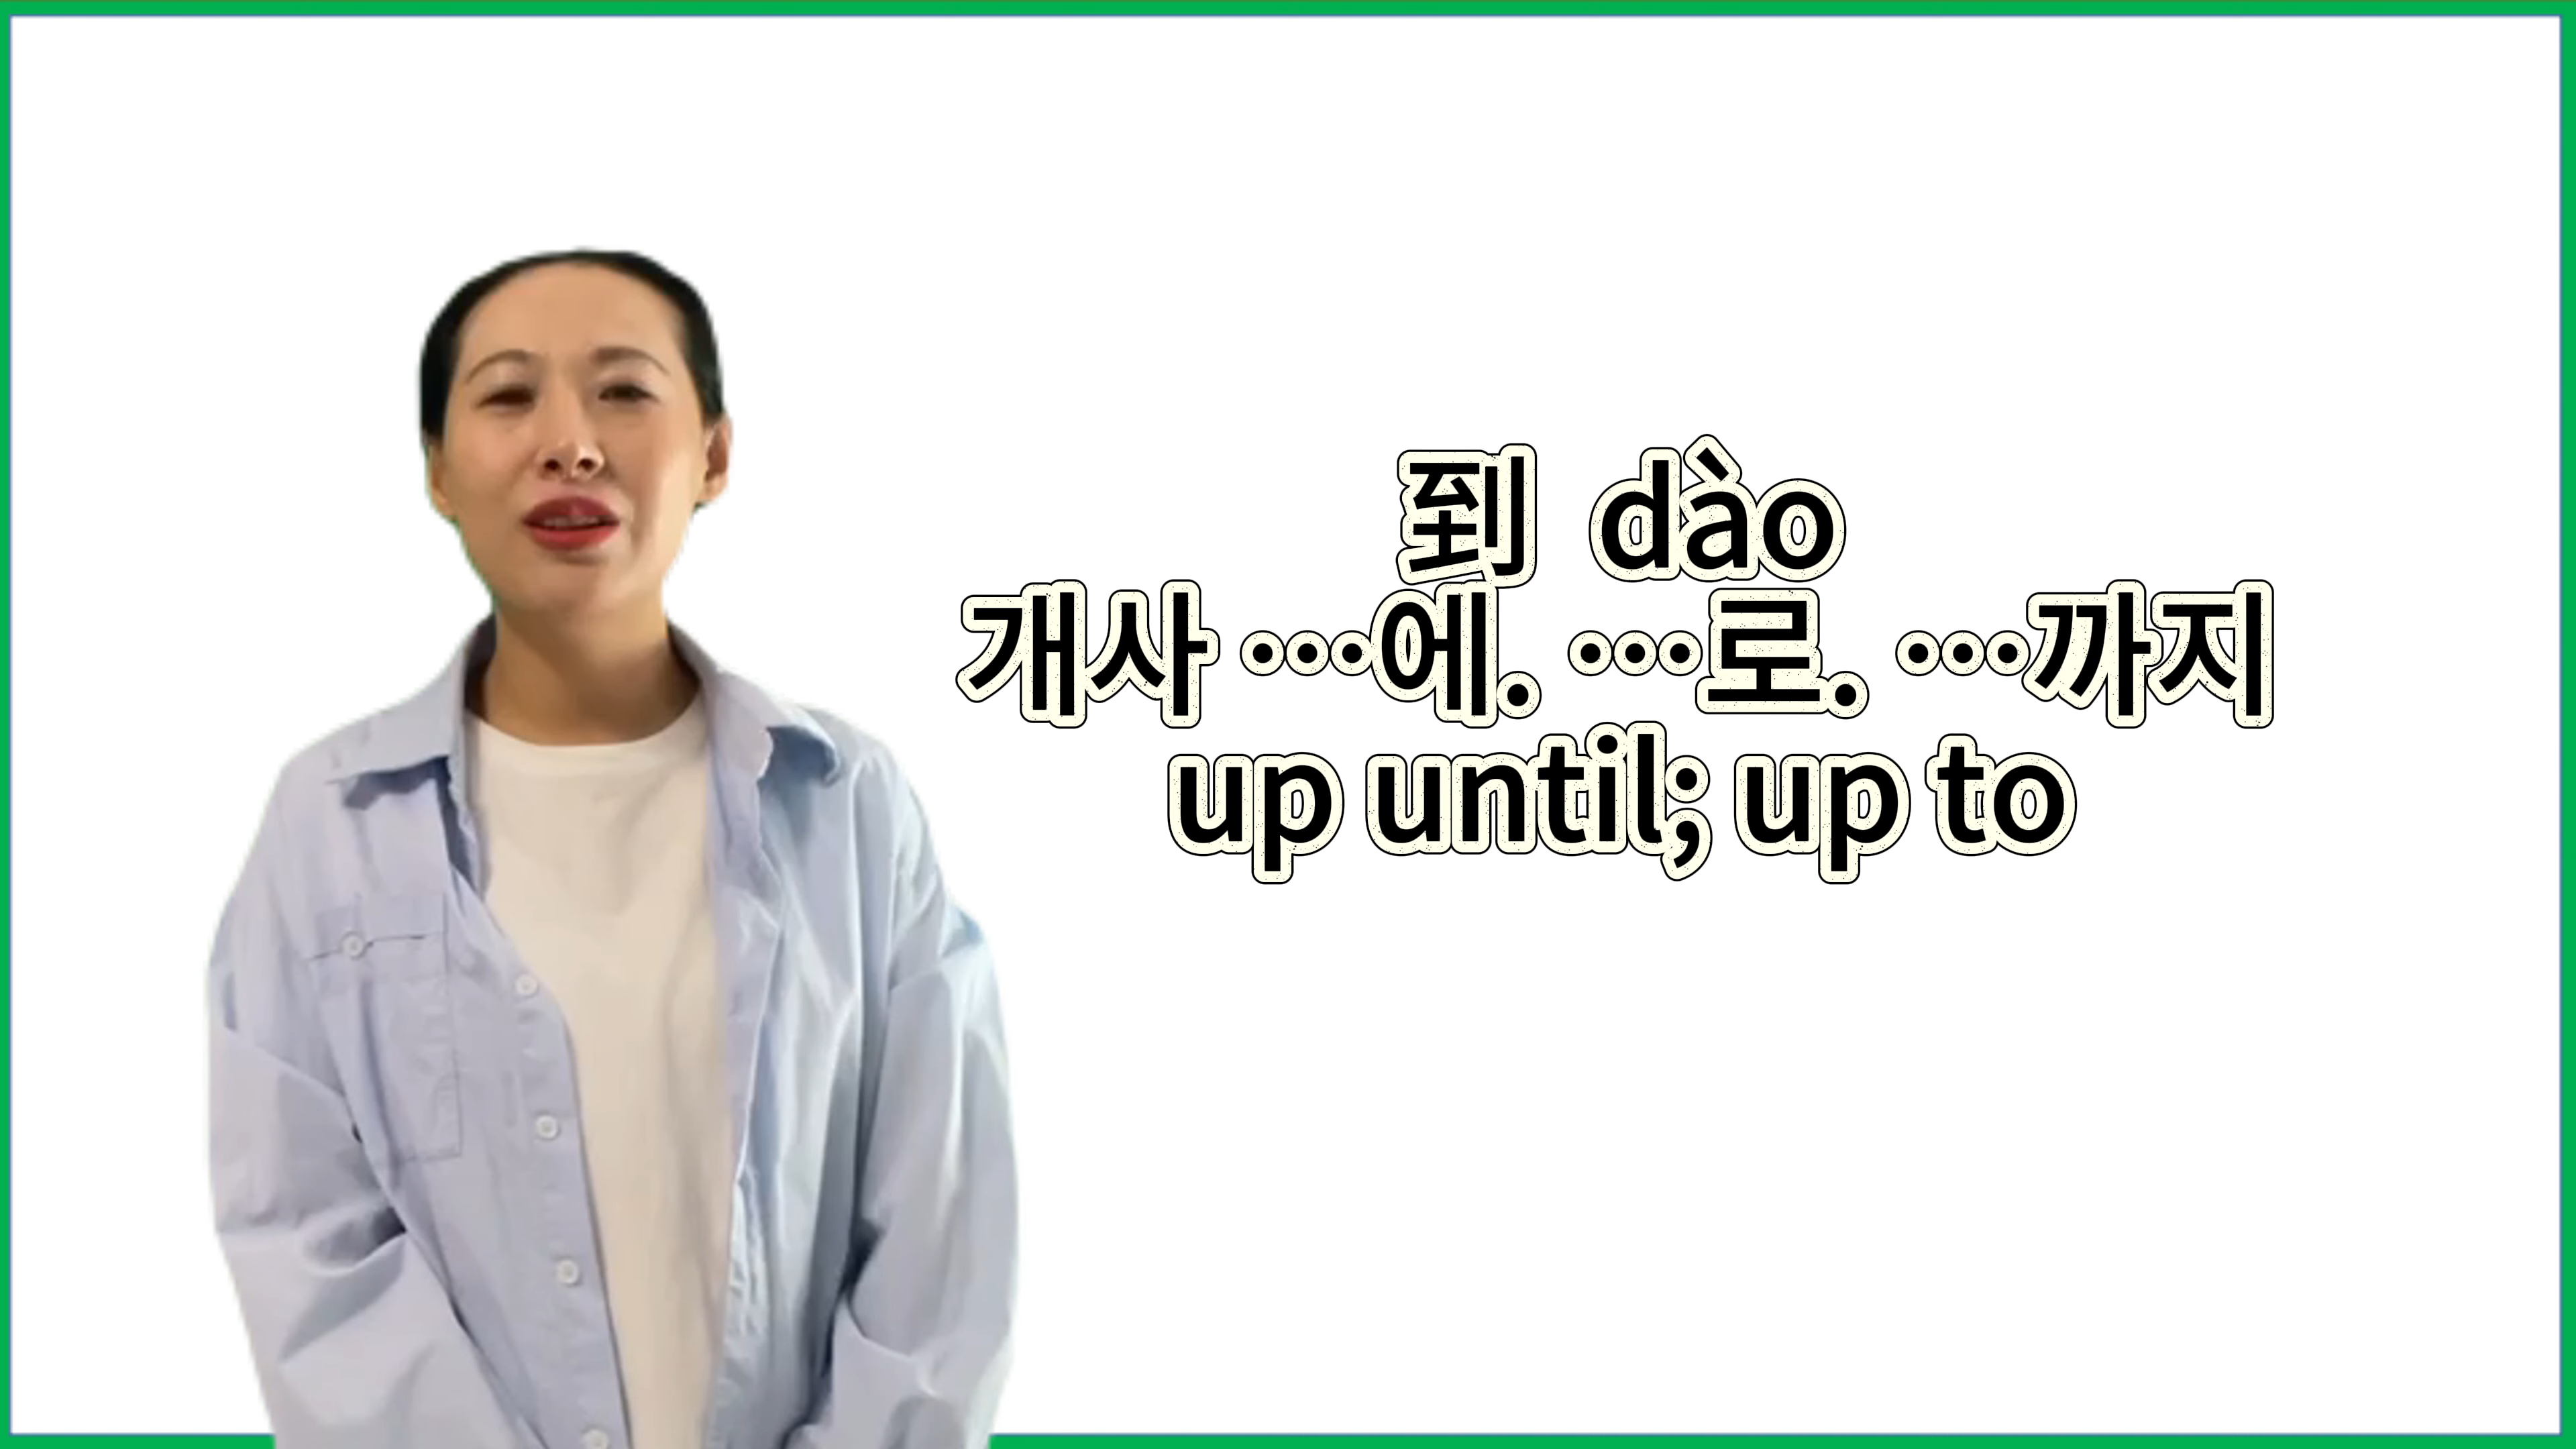 到 dào
개사 …에. …로. …까지
up until; up to